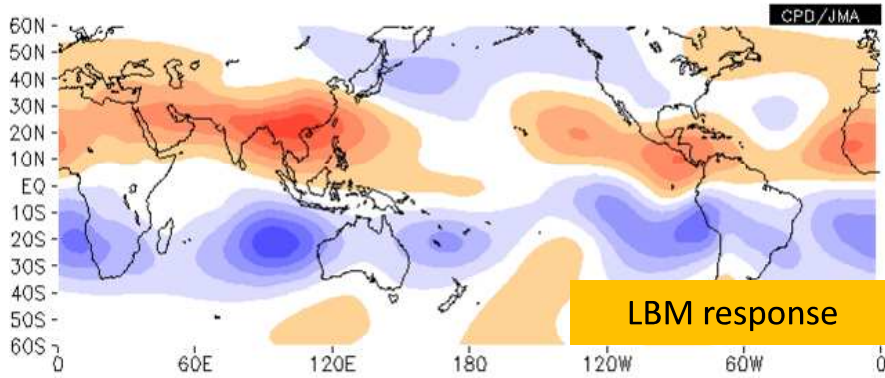 CPD/JMA
60N
50N
40N
30N
20N
10N
EQ
10S
20S
30S
40S
50S
60S
LBM response
0 60E 120E 180 120W 60W 0